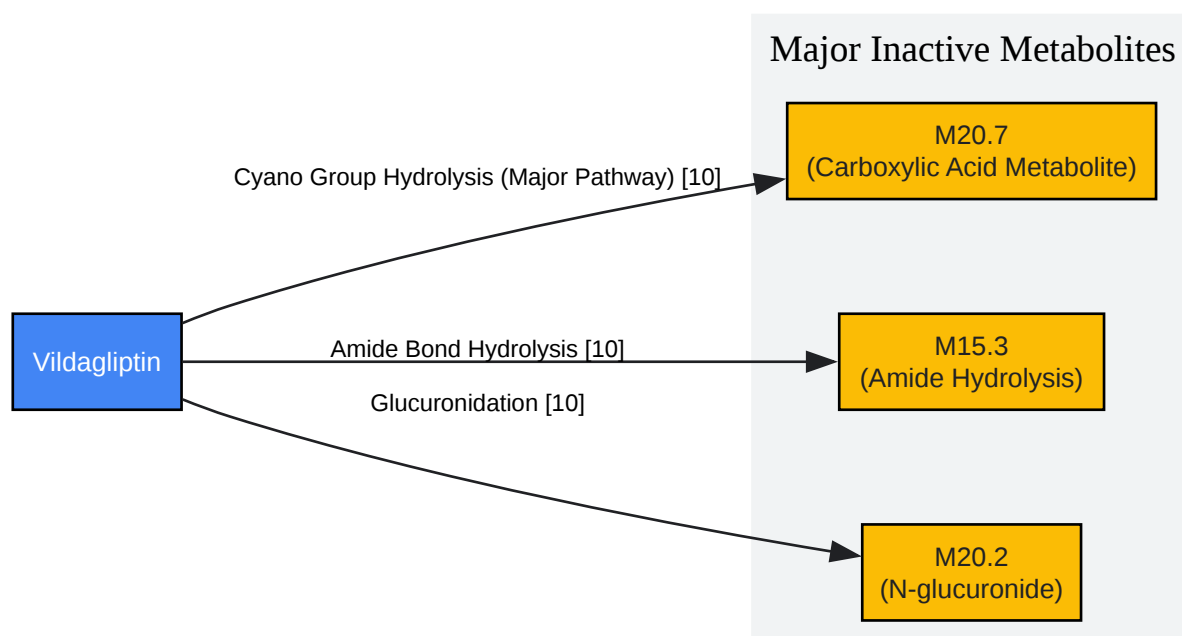 Major Inactive Metabolites
M20.7
(Carboxylic Acid Metabolite)
Cyano Group Hydrolysis (Major Pathway) [10]
Vildagliptin
Amide Bond Hydrolysis [10]
M15.3
(Amide Hydrolysis)
Glucuronidation [10]
M20.2
(N-glucuronide)